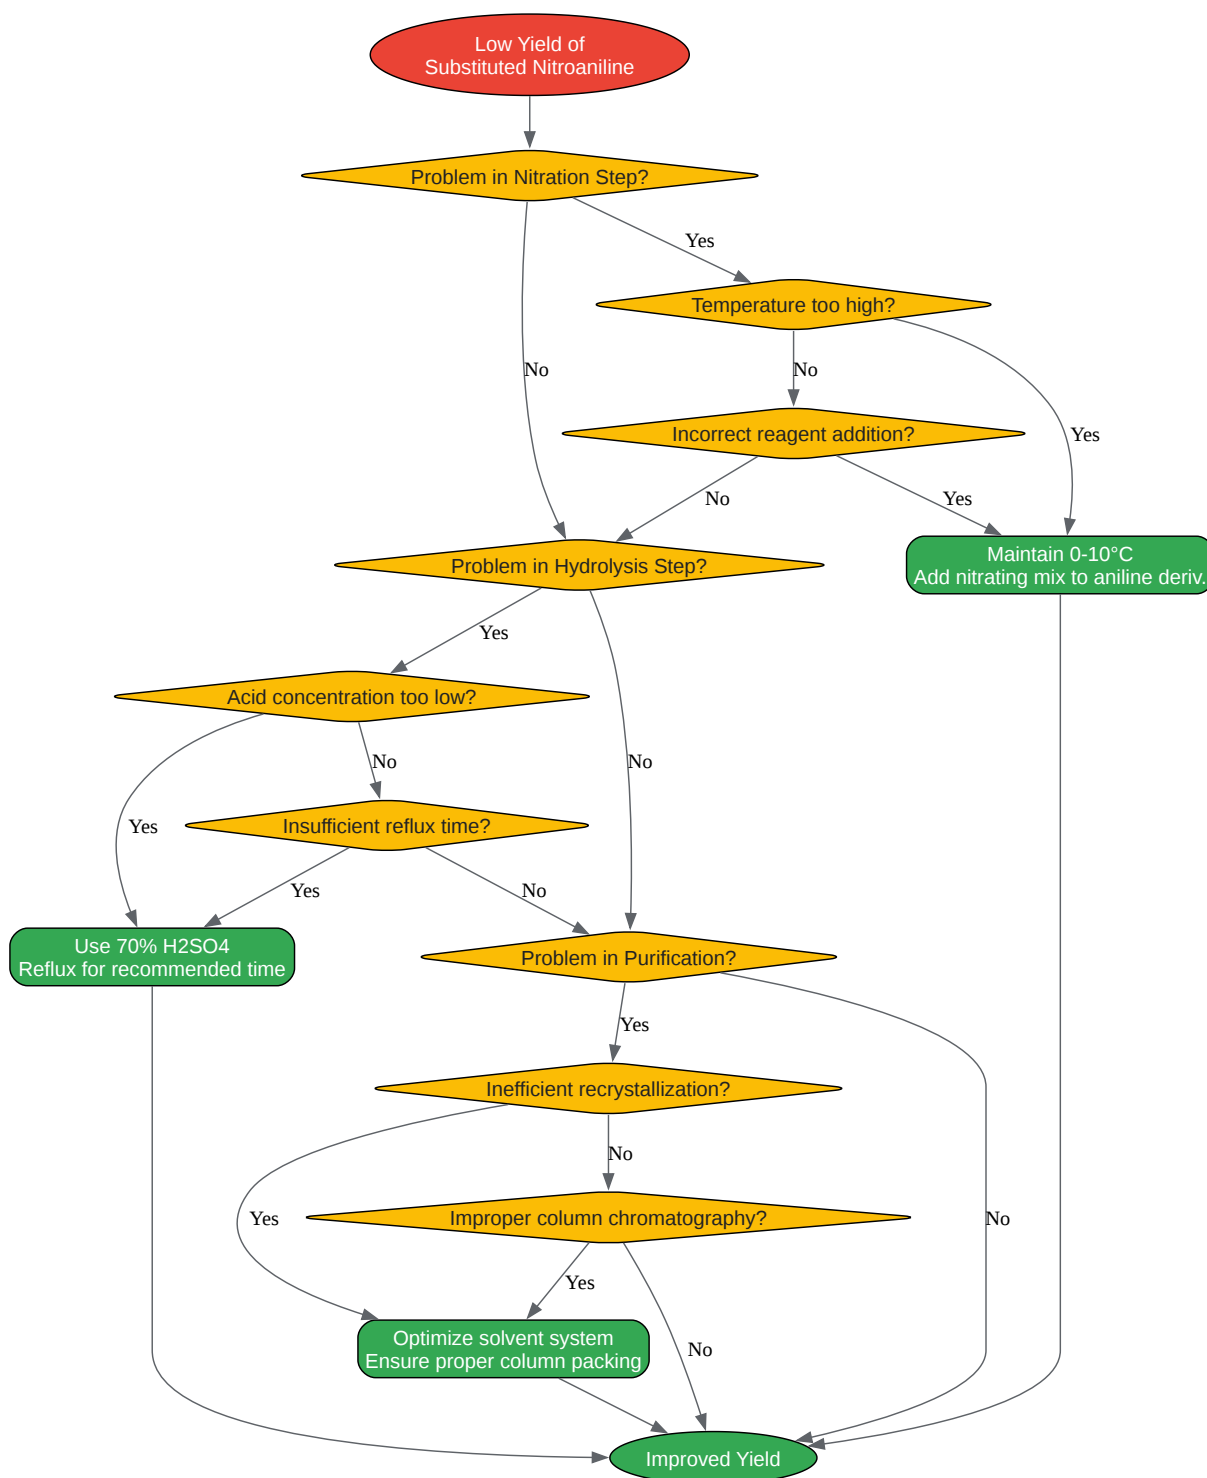 Low Yield of
Substituted Nitroaniline
Problem in Nitration Step?
Yes
Temperature too high?
No
No
Incorrect reagent addition?
Yes
No
Yes
Maintain 0-10°C
Add nitrating mix to aniline deriv.
Problem in Hydrolysis Step?
Yes
Acid concentration too low?
No
No
Yes
Insufficient reflux time?
Yes
No
Use 70% H2SO4
Reflux for recommended time
Problem in Purification?
Yes
Inefficient recrystallization?
No
Yes
Improper column chromatography?
No
Yes
Optimize solvent system
Ensure proper column packing
No
Improved Yield